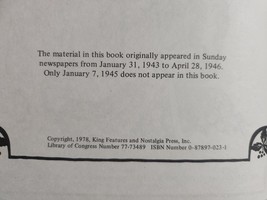 The material in this book originally appeared in Sunday
newspapers from January 31, 1943 to April 28, 1946.
Only January 7, 1945 does not appear in this book.
Copyright, 1978, King Features and Nostalgia Press, Inc.
Library of Congress Number 77-73489 ISBN Number 0-87897-023-1